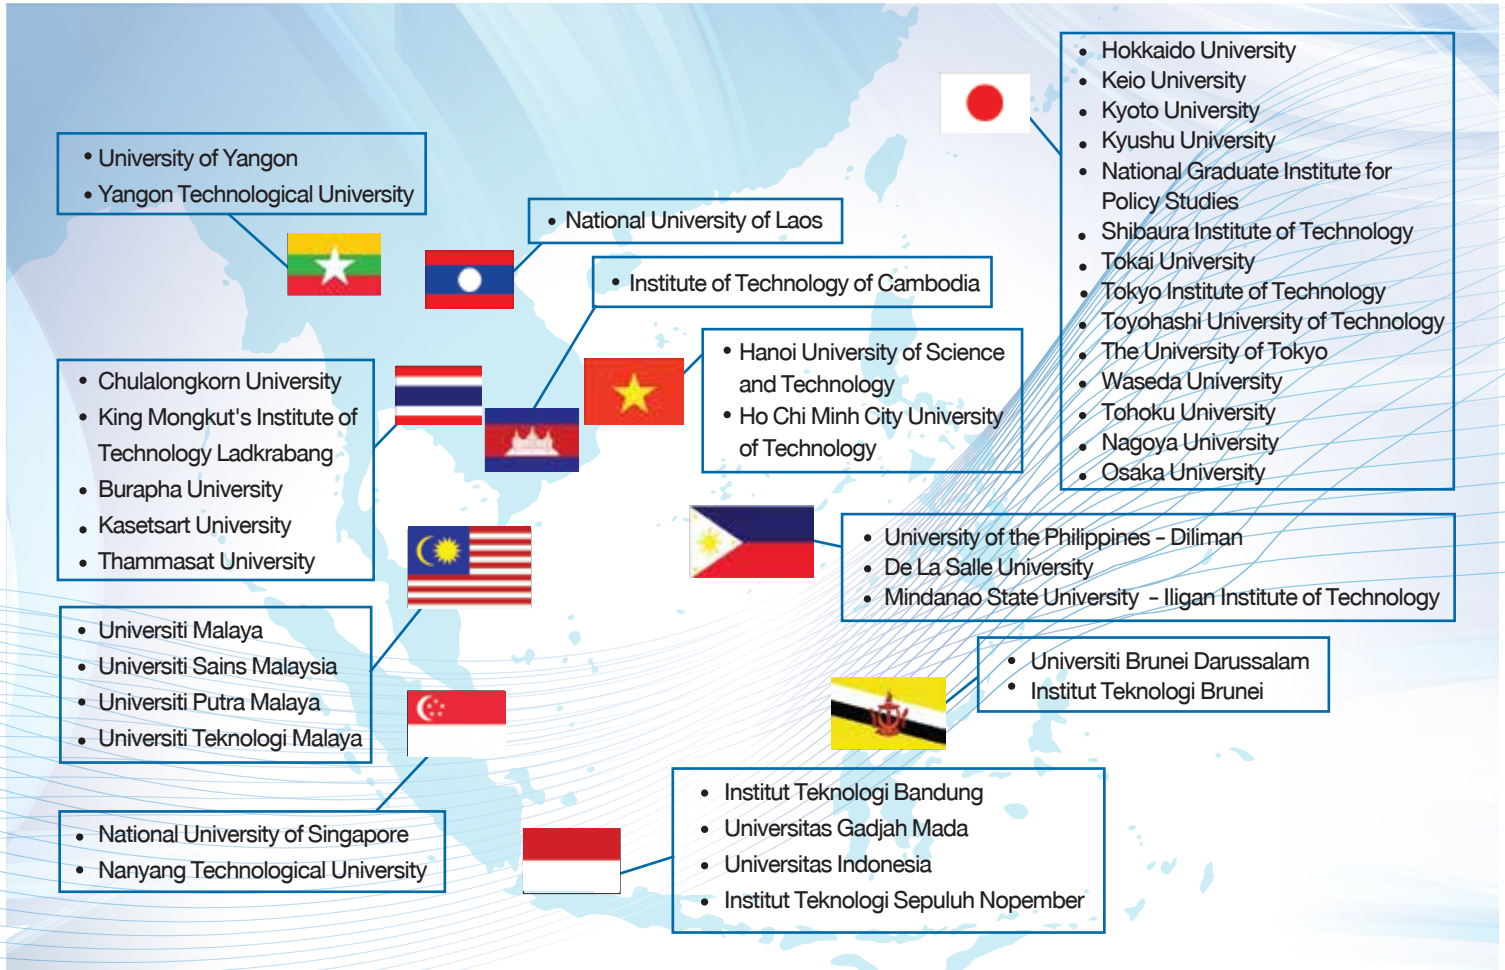 • Hokkaido University
• Keio University
• Kyoto University
• Kyushu University
• National Graduate Institute for
Policy Studies
• Shibaura Institute of Technology
• Tokai University
• Tokyo Institute of Technology
• Toyohashi University of Technology
• The University of Tokyo
• Waseda University
• Tohoku University
• Nagoya University
• Osaka University
• University of Yangon
• Yangon Technological University
• National University of Laos
• Institute of Technology of Cambodia
• Hanoi University of Science
and Technology
• Ho Chi Minh City University
of Technology
• Chulalongkorn University
• King Mongkut's Institute of
Technology Ladkrabang
• Burapha University
• Kasetsart University
• Thammasat University
• University of the Philippines – Diliman
• De La Salle University
• Mindanao State University – Iligan Institute of Technology
• Universiti Malaya
• Universiti Sains Malaysia
• Universiti Putra Malaya
• Universiti Teknologi Malaya
• Universiti Brunei Darussalam
• Institut Teknologi Brunei
• National University of Singapore
• Nanyang Technological University
• Institut Teknologi Bandung
• Universitas Gadjah Mada
• Universitas Indonesia
• Institut Teknologi Sepuluh Nopember